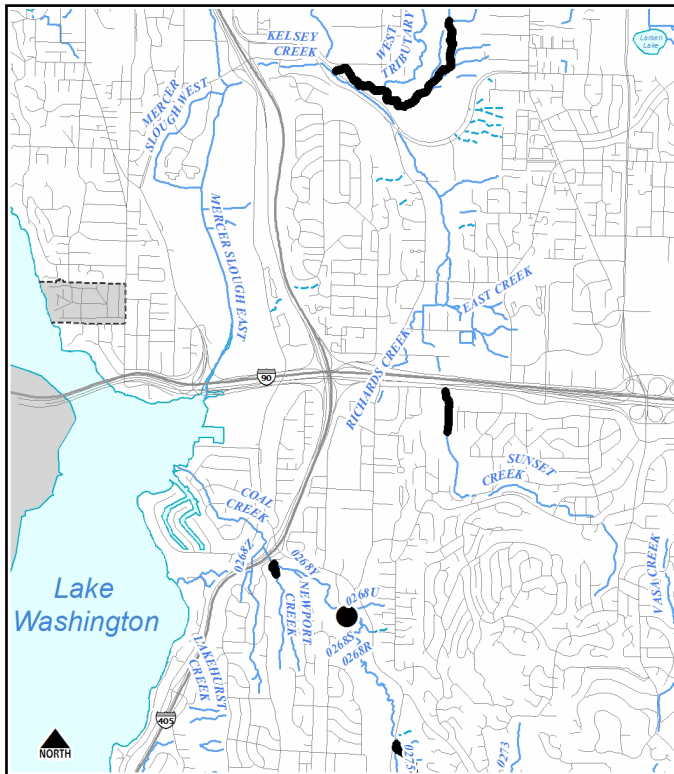 KELSEY
CREEK
WEST
TRIBUTARY
Larsen
Lake
MERCER
SLOUGH WEST
MERCER SLOUGH EAST
EAST CREEK
RICHARDS CREEK
90
SUNSET
CREEK
COAL
CREEK
0268Z
0268Y
NEWPORT
CREEK
0268U
0268S
0268R
VASA CREEK
Lake
Washington
LAKEHURST
CREEK
405
NORTH
0275
0273